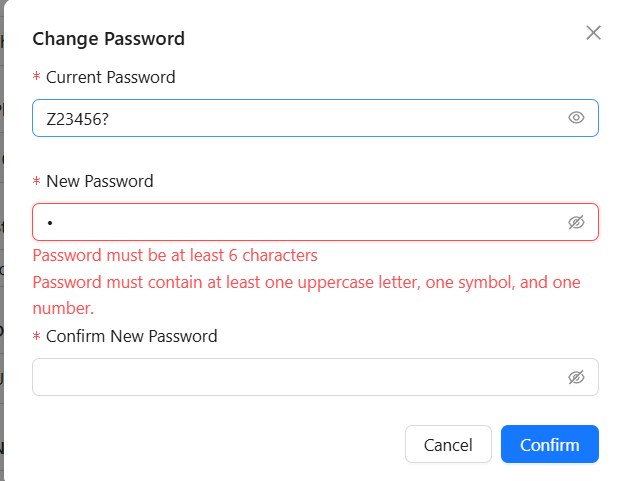 Change Password
* Current Password
Z23456?
* New Password
•
Password must be at least 6 characters
Password must contain at least one uppercase letter, one symbol, and one
number.
* Confirm New Password
Cancel
Confirm